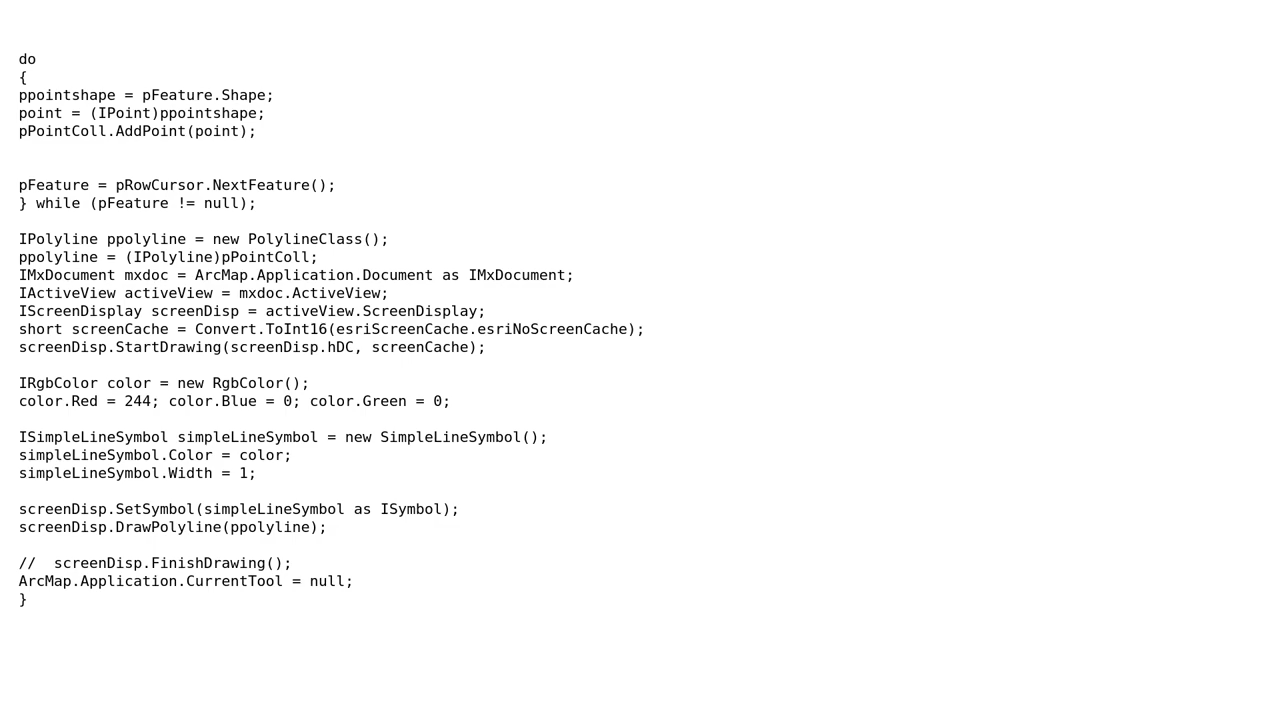 do
{
ppointshape = pFeature.Shape;
point = (IPoint)ppointshape;
pPointColl.AddPoint(point);
pFeature = pRowCursor.NextFeature();
} while (pFeature != null);
IPolyline ppolyline = new PolylineClass();
ppolyline = (IPolyline)pPointColl;
IMxDocument mxdoc = ArcMap.Application.Document as IMxDocument;
IActiveView activeView = mxdoc.ActiveView;
IScreenDisplay screenDisp = activeView.ScreenDisplay;
short screenCache = Convert.ToInt16(esriScreenCache.esriNoScreenCache);
screenDisp.StartDrawing(screenDisp.hDC, screenCache);
IRgbColor color = new RgbColor();
color.Red = 244; color.Blue = 0; color.Green = 0;
ISimpleLineSymbol simpleLineSymbol = new SimpleLineSymbol();
simpleLineSymbol.Color = color;
simpleLineSymbol.Width = 1;
screenDisp.SetSymbol(simpleLineSymbol as ISymbol);
screenDisp.DrawPolyline(ppolyline);
//  screenDisp.FinishDrawing();
ArcMap.Application.CurrentTool = null;
}